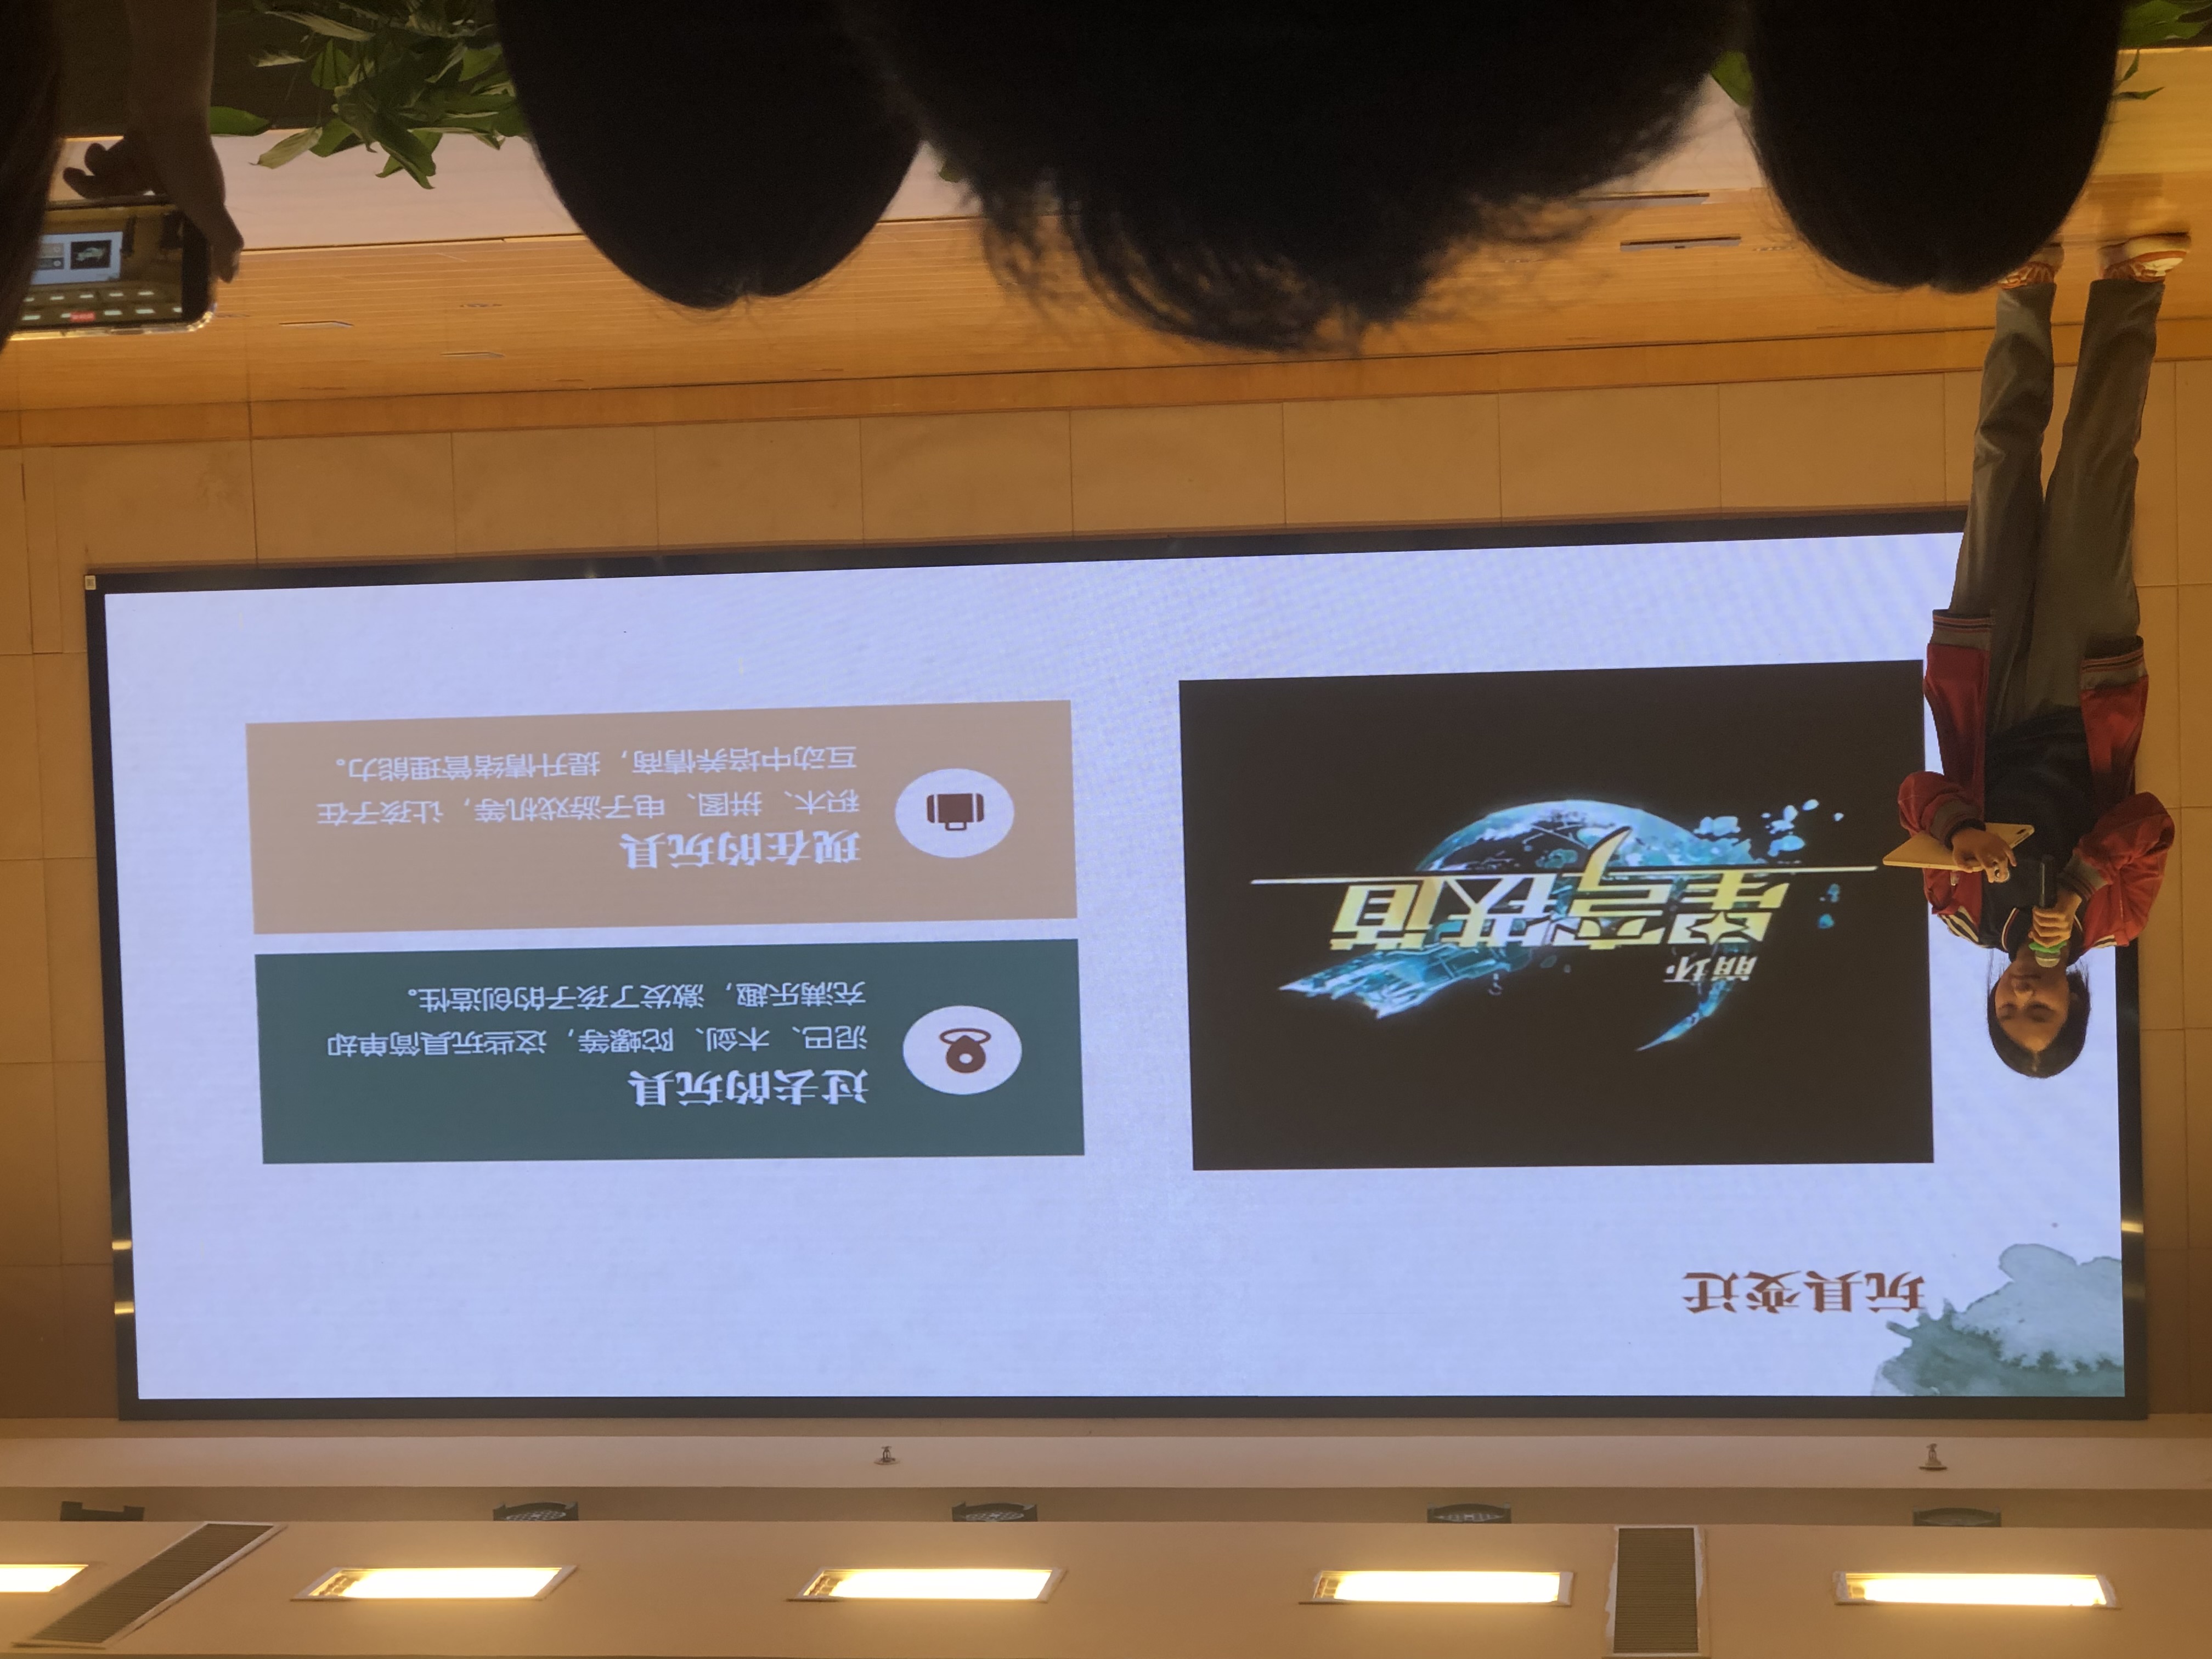 玩具变迁
崩坏
星穹铁道
过去的玩具
泥巴、木剑、陀螺等，这些玩具简单却
充满乐趣，激发了孩子的创造性。
现在的玩具
积木、拼图、电子游戏机等，让孩子在
互动中培养情商，提升情绪管理能力。